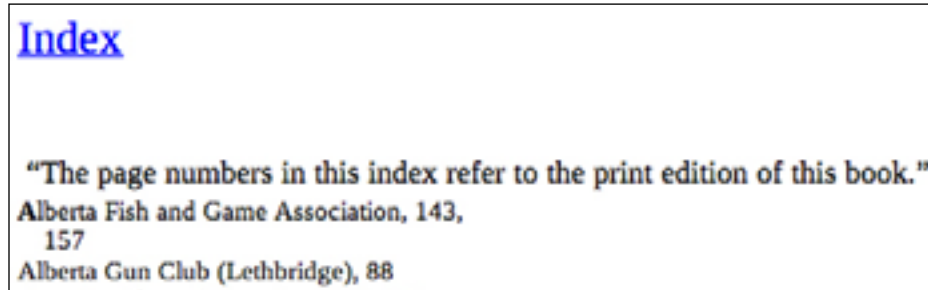 Index
“The page numbers in this index refer to the print edition of this book.”
Alberta Fish and Game Association, 143,
157
Alberta Gun Club (Lethbridge), 88